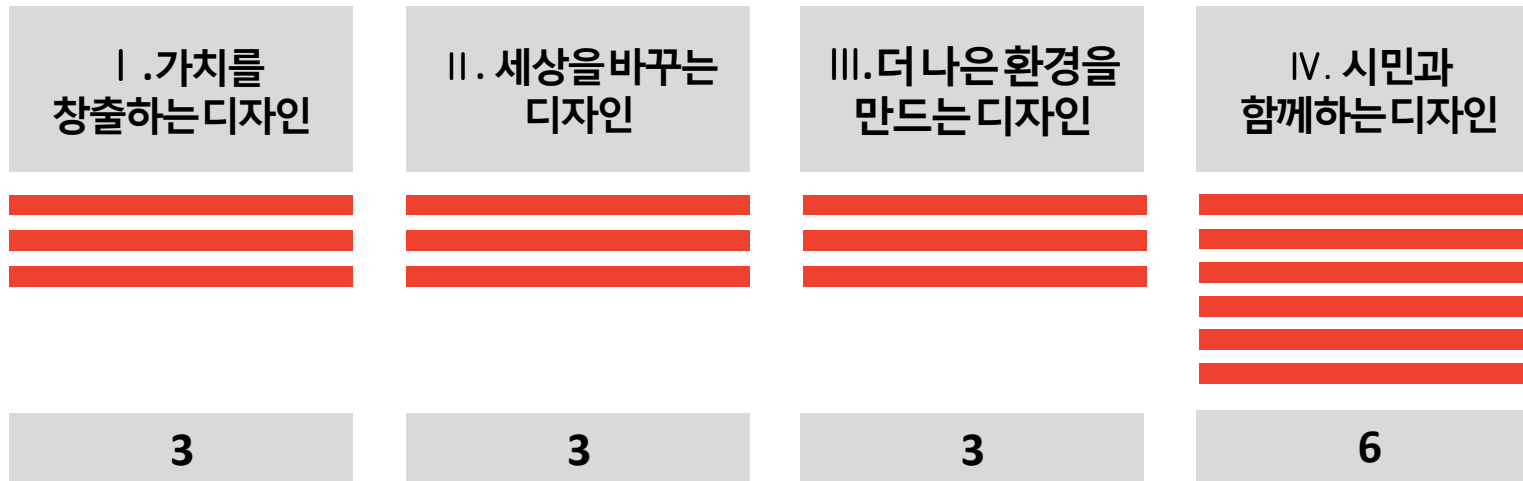 Ⅰ.가치를
창출하는 디자인
Ⅱ. 세상을 바꾸는
디자인
Ⅲ.더 나은 환경을
만드는 디자인
Ⅳ. 시민과
함께하는 디자인
3
3
3
6